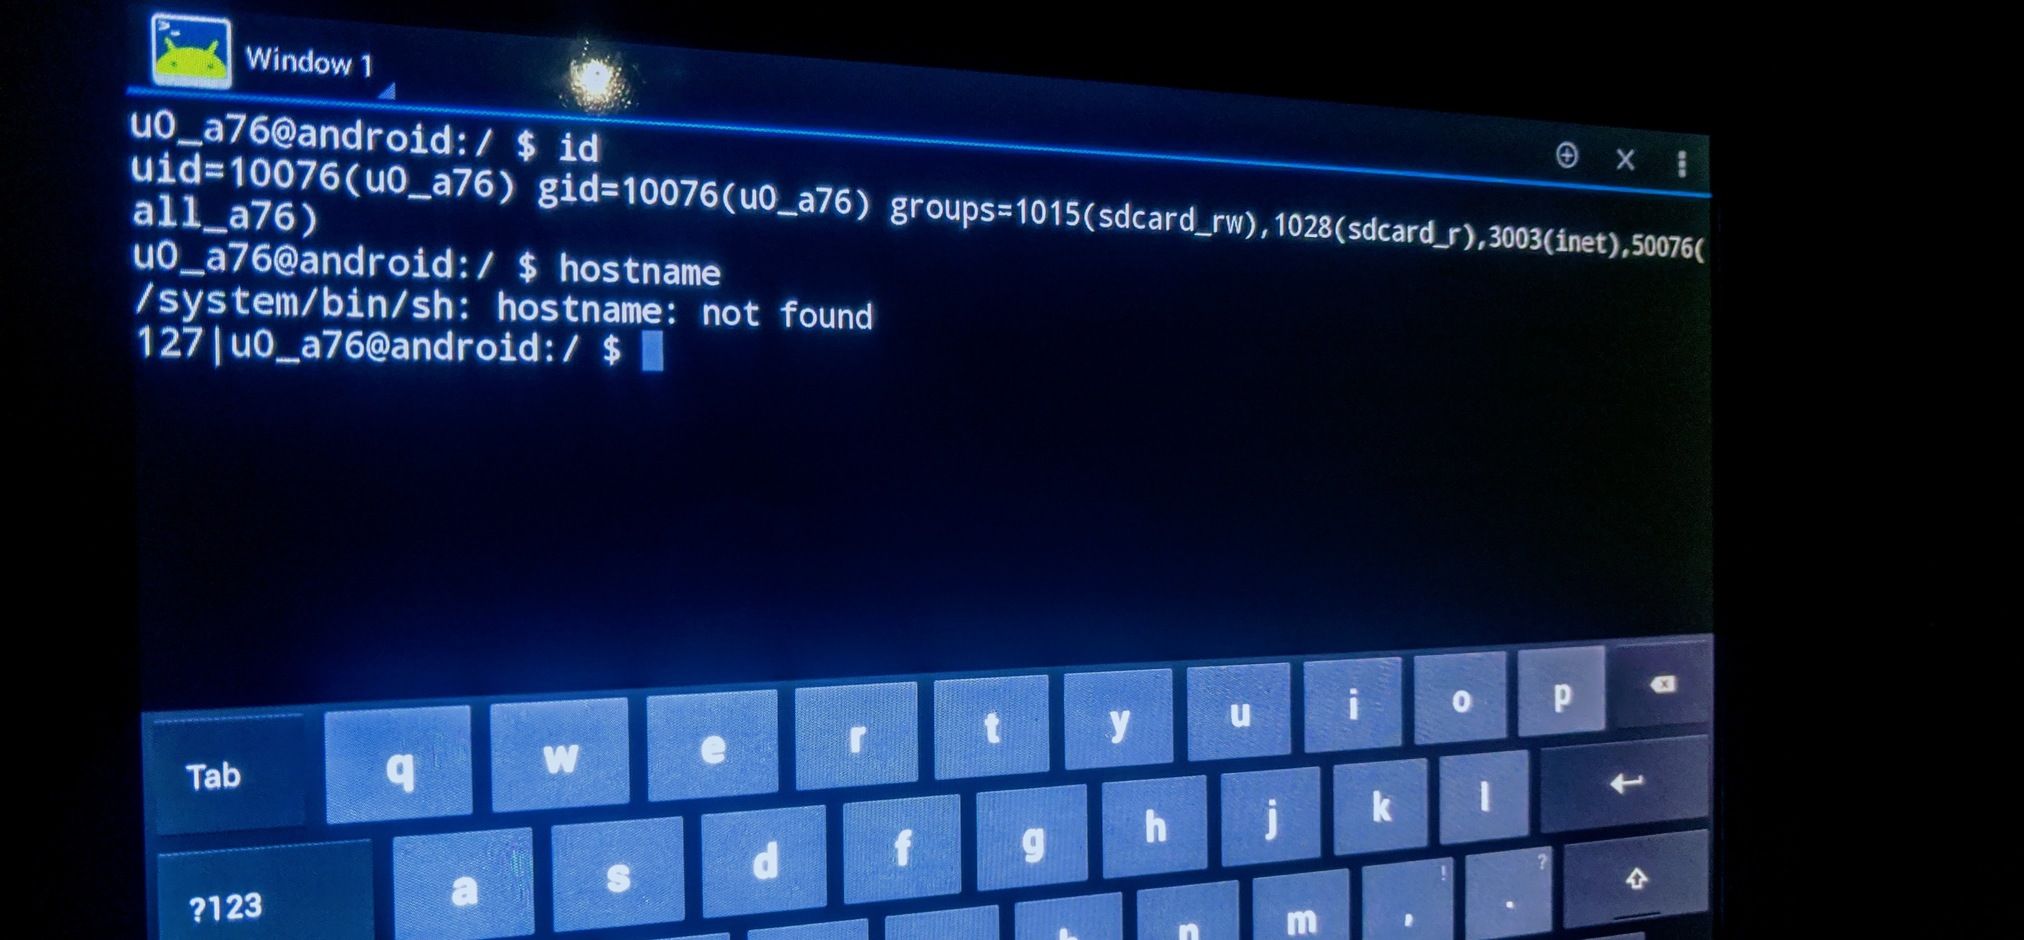 Window 1
u0_a76@android:/ $ id
uid=10076(u0_a76) gid=10076(u0_a76) groups=1015(sdcard_rw),1028(sdcard_r),3003(inet),50076(
all_a76)
u0_a76@android:/ $ hostname
/system/bin/sh: hostname: not found
127|u0_a76@android:/ $
Tab q w e r t y u i o p
a s d f g h j k l
?123 n m ! , ? .